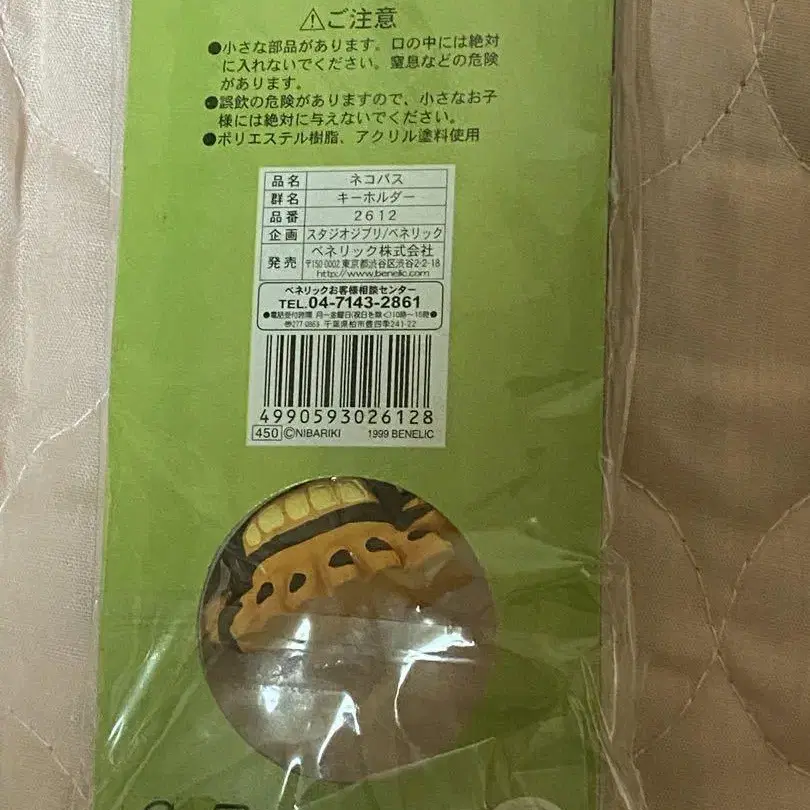 ⚠ご注意
●小さな部品があります。口の中には絶対
に入れないでください。窒息などの危険
があります。
●誤飲の危険がありますので、小さなお子
様には絶対に与えないでください。
●ポリエステル樹脂、アクリル塗料使用
品名 ネコバス
群名 キーホルダー
品番 2612
企画 スタジオジブリ/ベネリック
発売 ベネリック株式会社
〒150-0002 東京都渋谷区渋谷2-2-18
http://www.benelic.com
ベネリックお客様相談センター
TEL.04-7143-2861
●電話受付時間 月〜金曜日(祝日を除く)10時〜16時●
〒277-0863 千葉県柏市豊四季241-22
4990593026128
450 ©NIBARIKI 1999 BENELIC